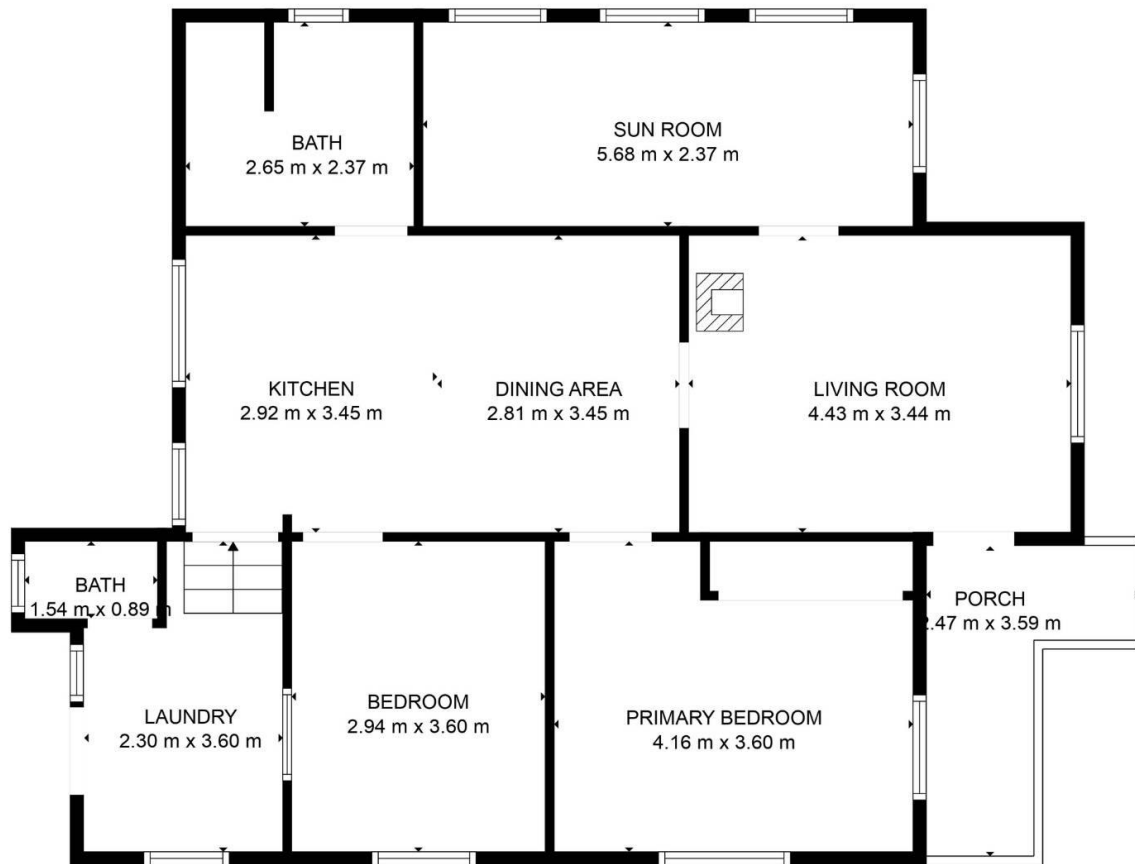 BATH
2.65 m x 2.37 m
SUN ROOM
5.68 m x 2.37 m
KITCHEN
2.92 m x 3.45 m
DINING AREA
2.81 m x 3.45 m
LIVING ROOM
4.43 m x 3.44 m
BATH
1.54 m x 0.89 m
PORCH
2.47 m x 3.59 m
LAUNDRY
2.30 m x 3.60 m
BEDROOM
2.94 m x 3.60 m
PRIMARY BEDROOM
4.16 m x 3.60 m